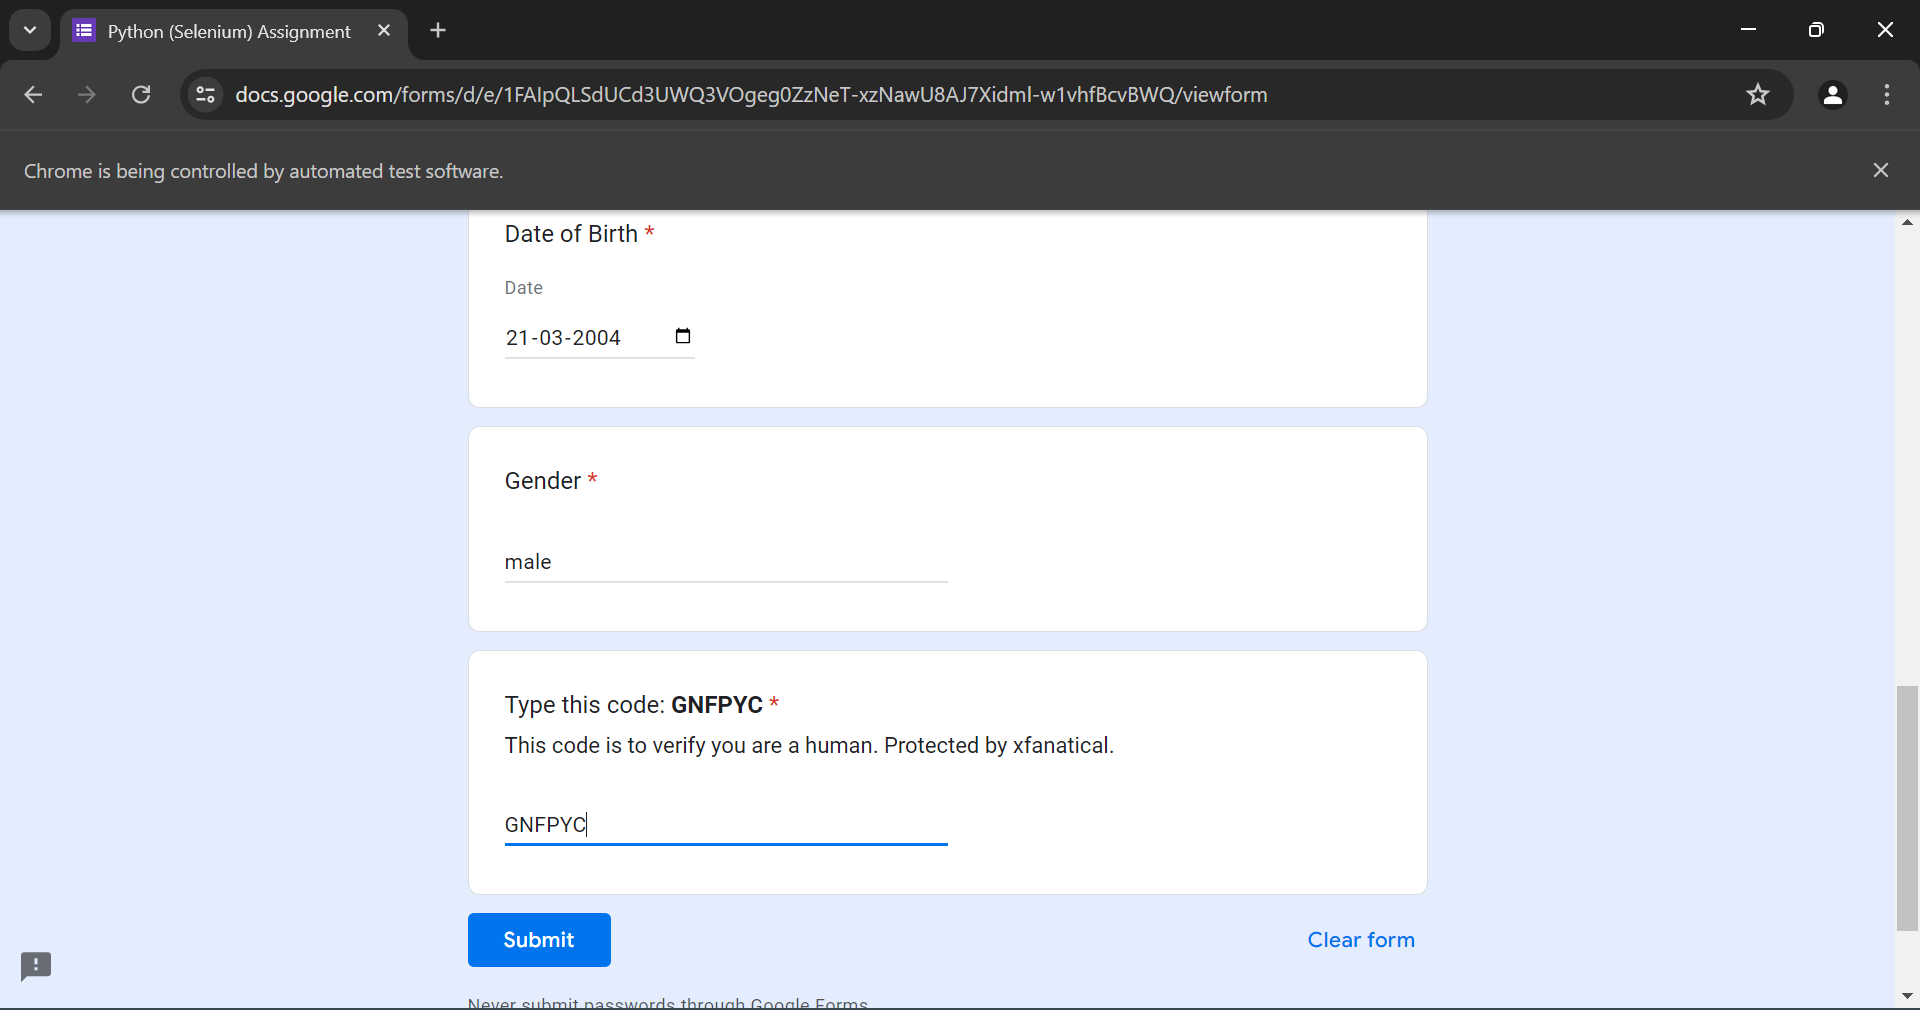 Python (Selenium) Assignment
docs.google.com/forms/d/e/1FAIpQLSdUCd3UWQ3VOgeg0ZzNeT-xzNawU8AJ7Xidml-w1vhfBcvBWQ/viewform
Chrome is being controlled by automated test software.
Date of Birth *
Date
21-03-2004
Gender *
male
Type this code: GNFPYC *
This code is to verify you are a human. Protected by xfanatical.
GNFPYC
Submit
Clear form
Never submit passwords through Google Forms.